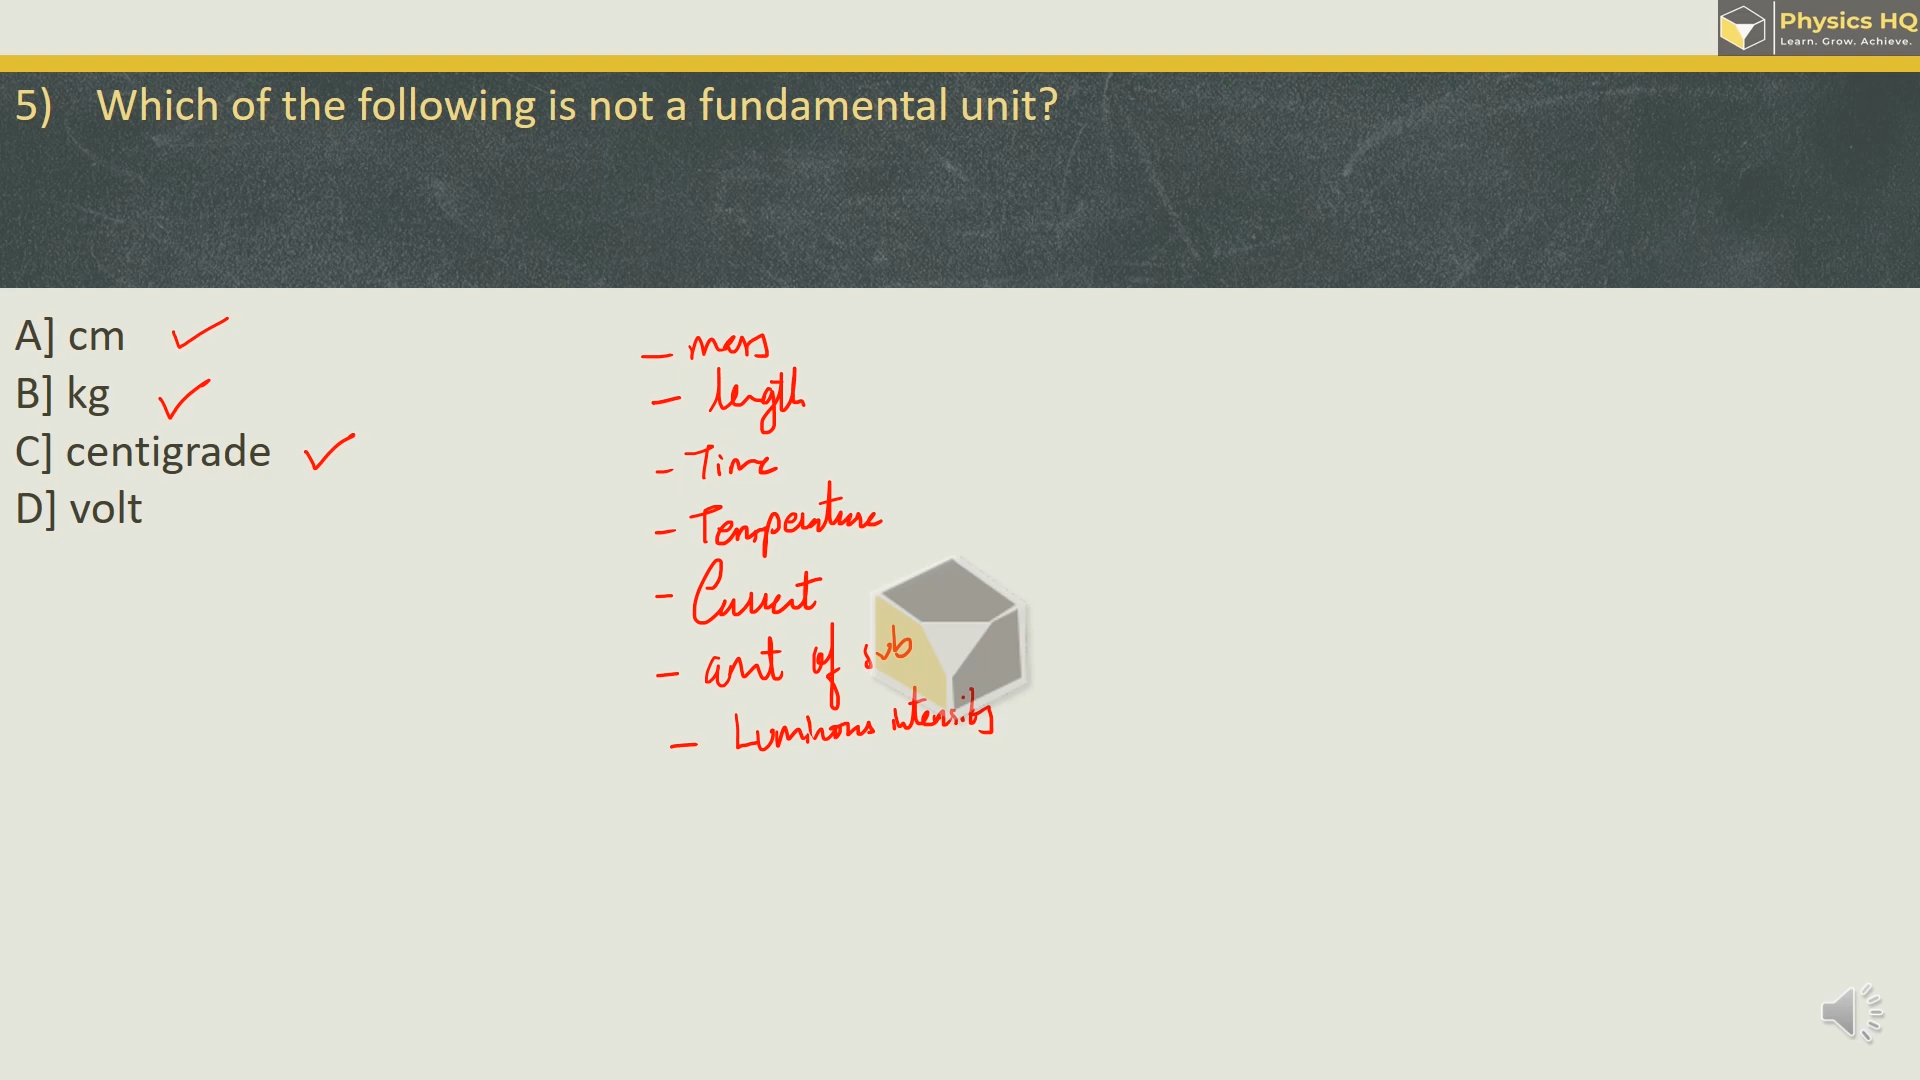 Physics HQ
Learn. Grow. Achieve.
5) Which of the following is not a fundamental unit?
A] cm
B] kg
C] centigrade
D] volt
- mass
- length
- Time
- Temperature
- Current
- amt of sub
- Luminous intensity